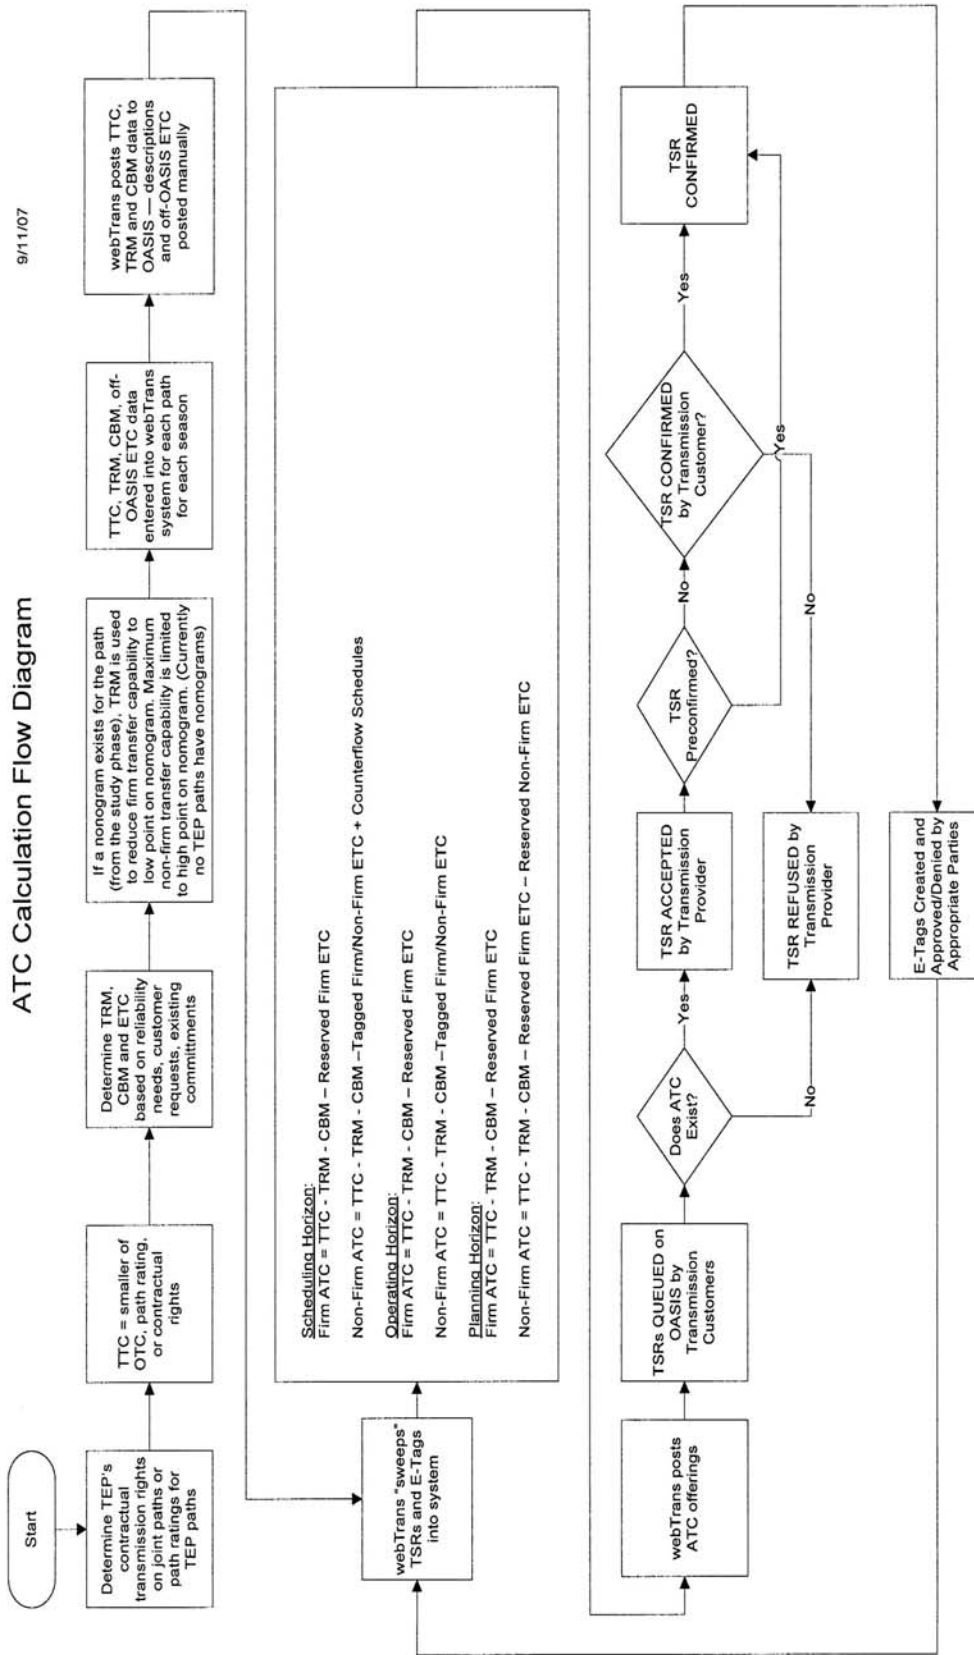 ATC Calculation Flow Diagram
9/11/07
Start
Determine TEP's
contractual
transmission rights
on joint paths or
path ratings for
TEP paths
TTC = smaller of
OTC, path rating,
or contractual
rights
Determine TRM,
CBM and ETC
based on reliability
needs, customer
requests, existing
committments
If a nonogram exists for the path
(from the study phase), TRM is used
to reduce firm transfer capability to
low point on nomogram. Maximum
non-firm transfer capability is limited
to high point on nomogram. (Currently
no TEP paths have nomograms)
TTC, TRM, CBM, off-
OASIS ETC data
entered into webTrans
system for each path
for each season
webTrans posts TTC,
TRM and CBM data to
OASIS — descriptions
and off-OASIS ETC
posted manually
webTrans "sweeps"
TSRs and E-Tags
into system
Scheduling Horizon:
Firm ATC = TTC - TRM - CBM – Reserved Firm ETC
Non-Firm ATC = TTC - TRM - CBM –Tagged Firm/Non-Firm ETC + Counterflow Schedules
Operating Horizon:
Firm ATC = TTC - TRM - CBM – Reserved Firm ETC
Non-Firm ATC = TTC - TRM - CBM –Tagged Firm/Non-Firm ETC
Planning Horizon:
Firm ATC = TTC - TRM - CBM – Reserved Firm ETC
Non-Firm ATC = TTC - TRM - CBM – Reserved Firm ETC – Reserved Non-Firm ETC
webTrans posts
ATC offerings
TSRs QUEUED on
OASIS by
Transmission
Customers
Does ATC
Exist?
Yes
No
TSR ACCEPTED
by Transmission
Provider
TSR REFUSED by
Transmission
Provider
TSR
Preconfirmed?
No
Yes
TSR CONFIRMED
by Transmission
Customer?
Yes
No
TSR
CONFIRMED
E-Tags Created and
Approved/Denied by
Appropriate Parties